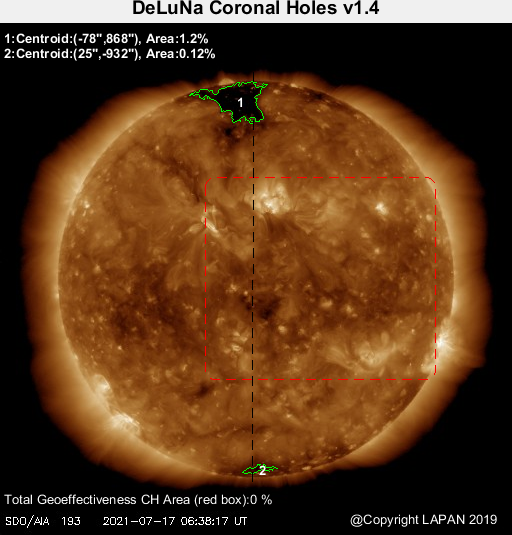 DeLuNa Coronal Holes v1.4
1:Centroid:(-78",868"), Area:1.2%
2:Centroid:(25",-932"), Area:0.12%
1
2
Total Geoeffectiveness CH Area (red box):0 %
SDO/AIA 193 2021-07-17 06:38:17 UT
@Copyright LAPAN 2019